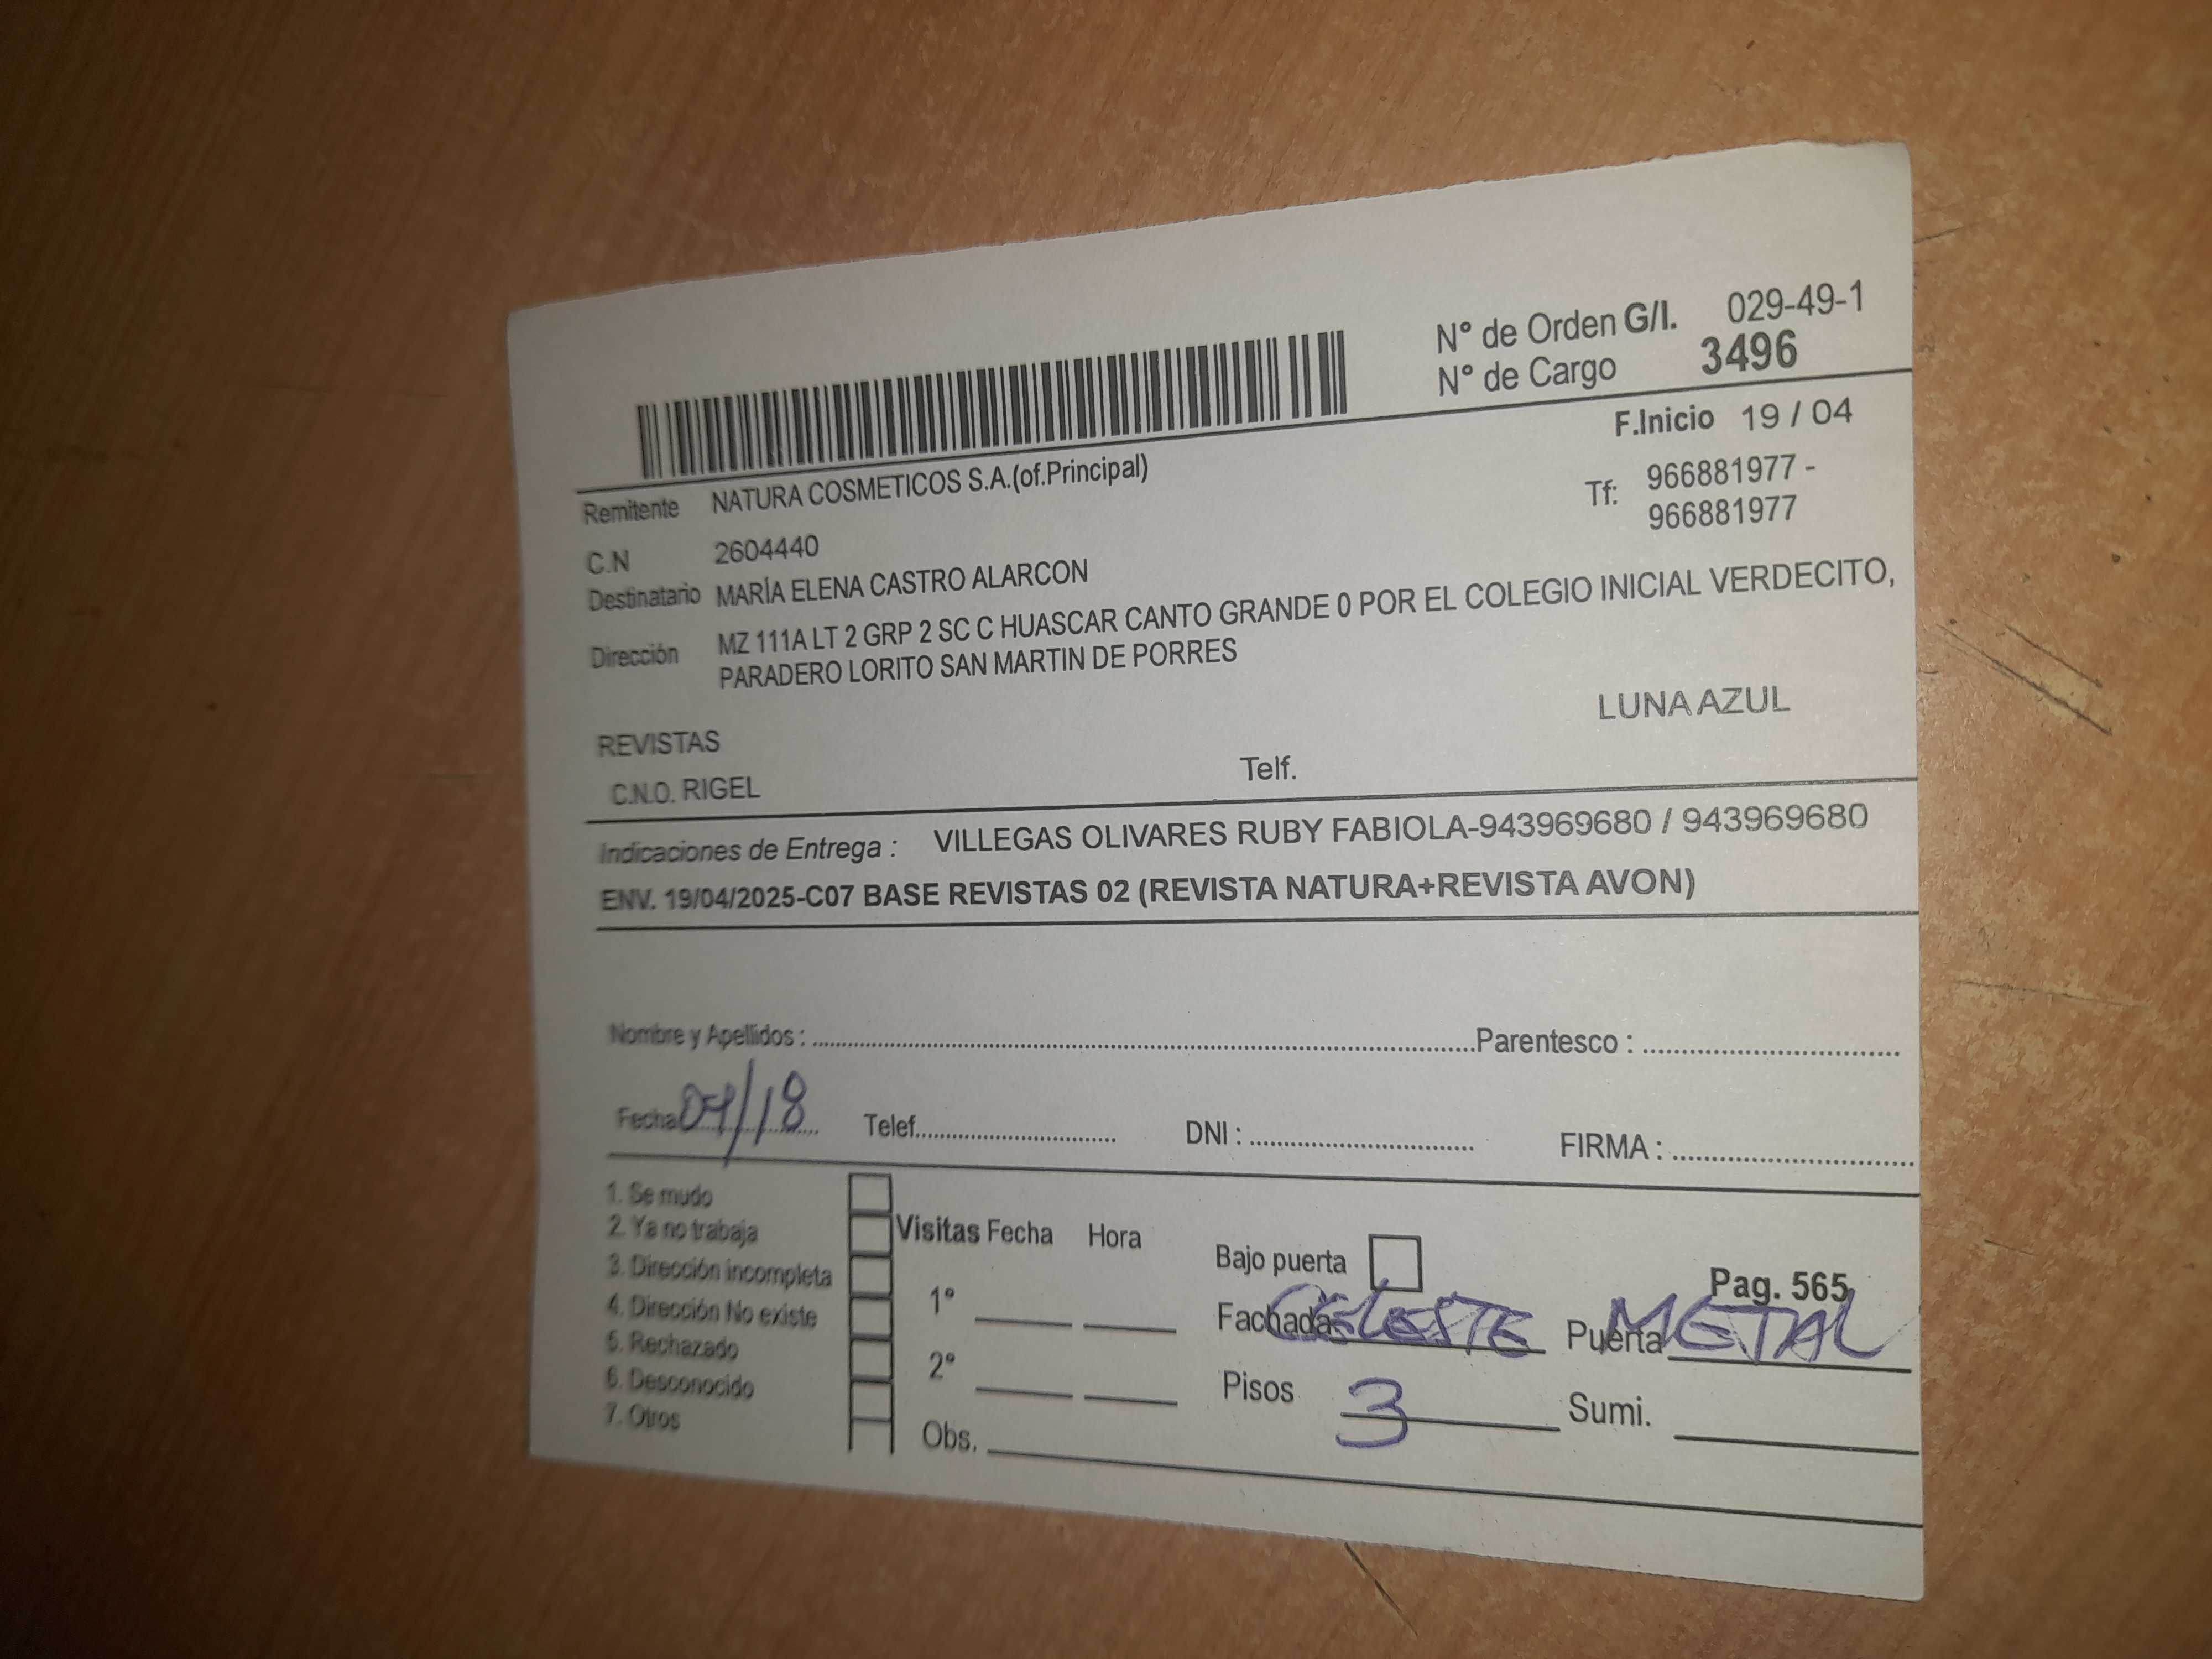 N° de Orden G/I. 029-49-1
N° de Cargo 3496
F.Inicio 19 / 04
Remitente NATURA COSMETICOS S.A.(of.Principal)
Tf: 966881977 -
966881977
C.N 2604440
Destinatario MARÍA ELENA CASTRO ALARCON
Dirección MZ 111A LT 2 GRP 2 SC C HUASCAR CANTO GRANDE 0 POR EL COLEGIO INICIAL VERDECITO,
PARADERO LORITO SAN MARTIN DE PORRES
LUNA AZUL
REVISTAS
C.N.O. RIGEL Telf.
Indicaciones de Entrega : VILLEGAS OLIVARES RUBY FABIOLA-943969680 / 943969680
ENV. 19/04/2025-C07 BASE REVISTAS 02 (REVISTA NATURA+REVISTA AVON)
Nombre y Apellidos : Parentesco :
Fecha 04/18 Telef. DNI : FIRMA :
1. Se mudo
2. Ya no trabaja
3. Dirección incompleta
4. Dirección No existe
5. Rechazado
6. Desconocido
7. Otros
Visitas Fecha Hora
1°
2°
Obs.
Bajo puerta
Pag. 565
Fachada CELESTE Puerta METAL
Pisos 3 Sumi.